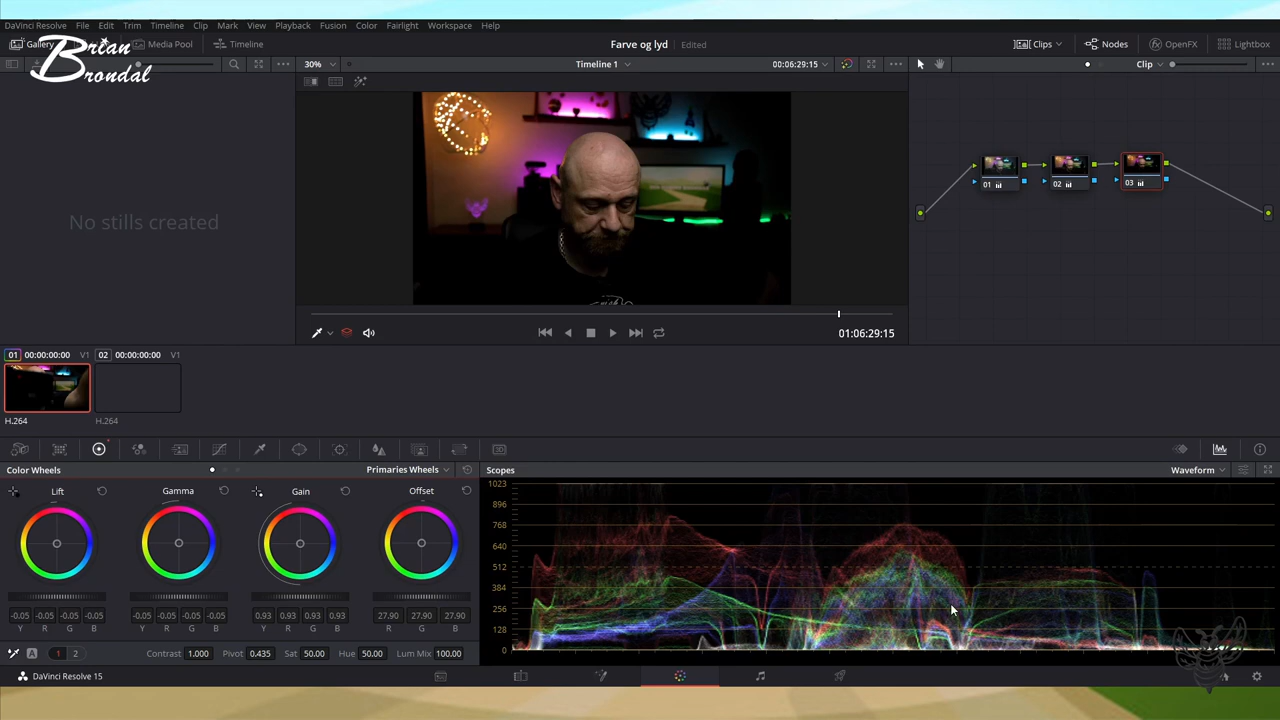 DaVinci Resolve File Edit Trim Timeline Clip Mark View Playback Fusion Color Fairlight Workspace Help
Gallery Media Pool Timeline Farve og lyd Edited Clips Nodes OpenFX Lightbox
Brian
Brondal
30% Timeline 1 00:06:29:15 Clip
No stills created
01 02 03
01:06:29:15
01 00:00:00:00 V1 02 00:00:00:00 V1
H.264 H.264
Color Wheels Primaries Wheels Scopes Waveform
Lift Gamma Gain Offset
1023
896
768
640
512
384
256
128
0
-0.05 -0.05 -0.05 -0.05 -0.05 -0.05 -0.05 -0.05 0.93 0.93 0.93 0.93 27.90 27.90 27.90
Y R G B Y R G B Y R G B R G B
A 1 2 Contrast 1.000 Pivot 0.435 Sat 50.00 Hue 50.00 Lum Mix 100.00
DaVinci Resolve 15